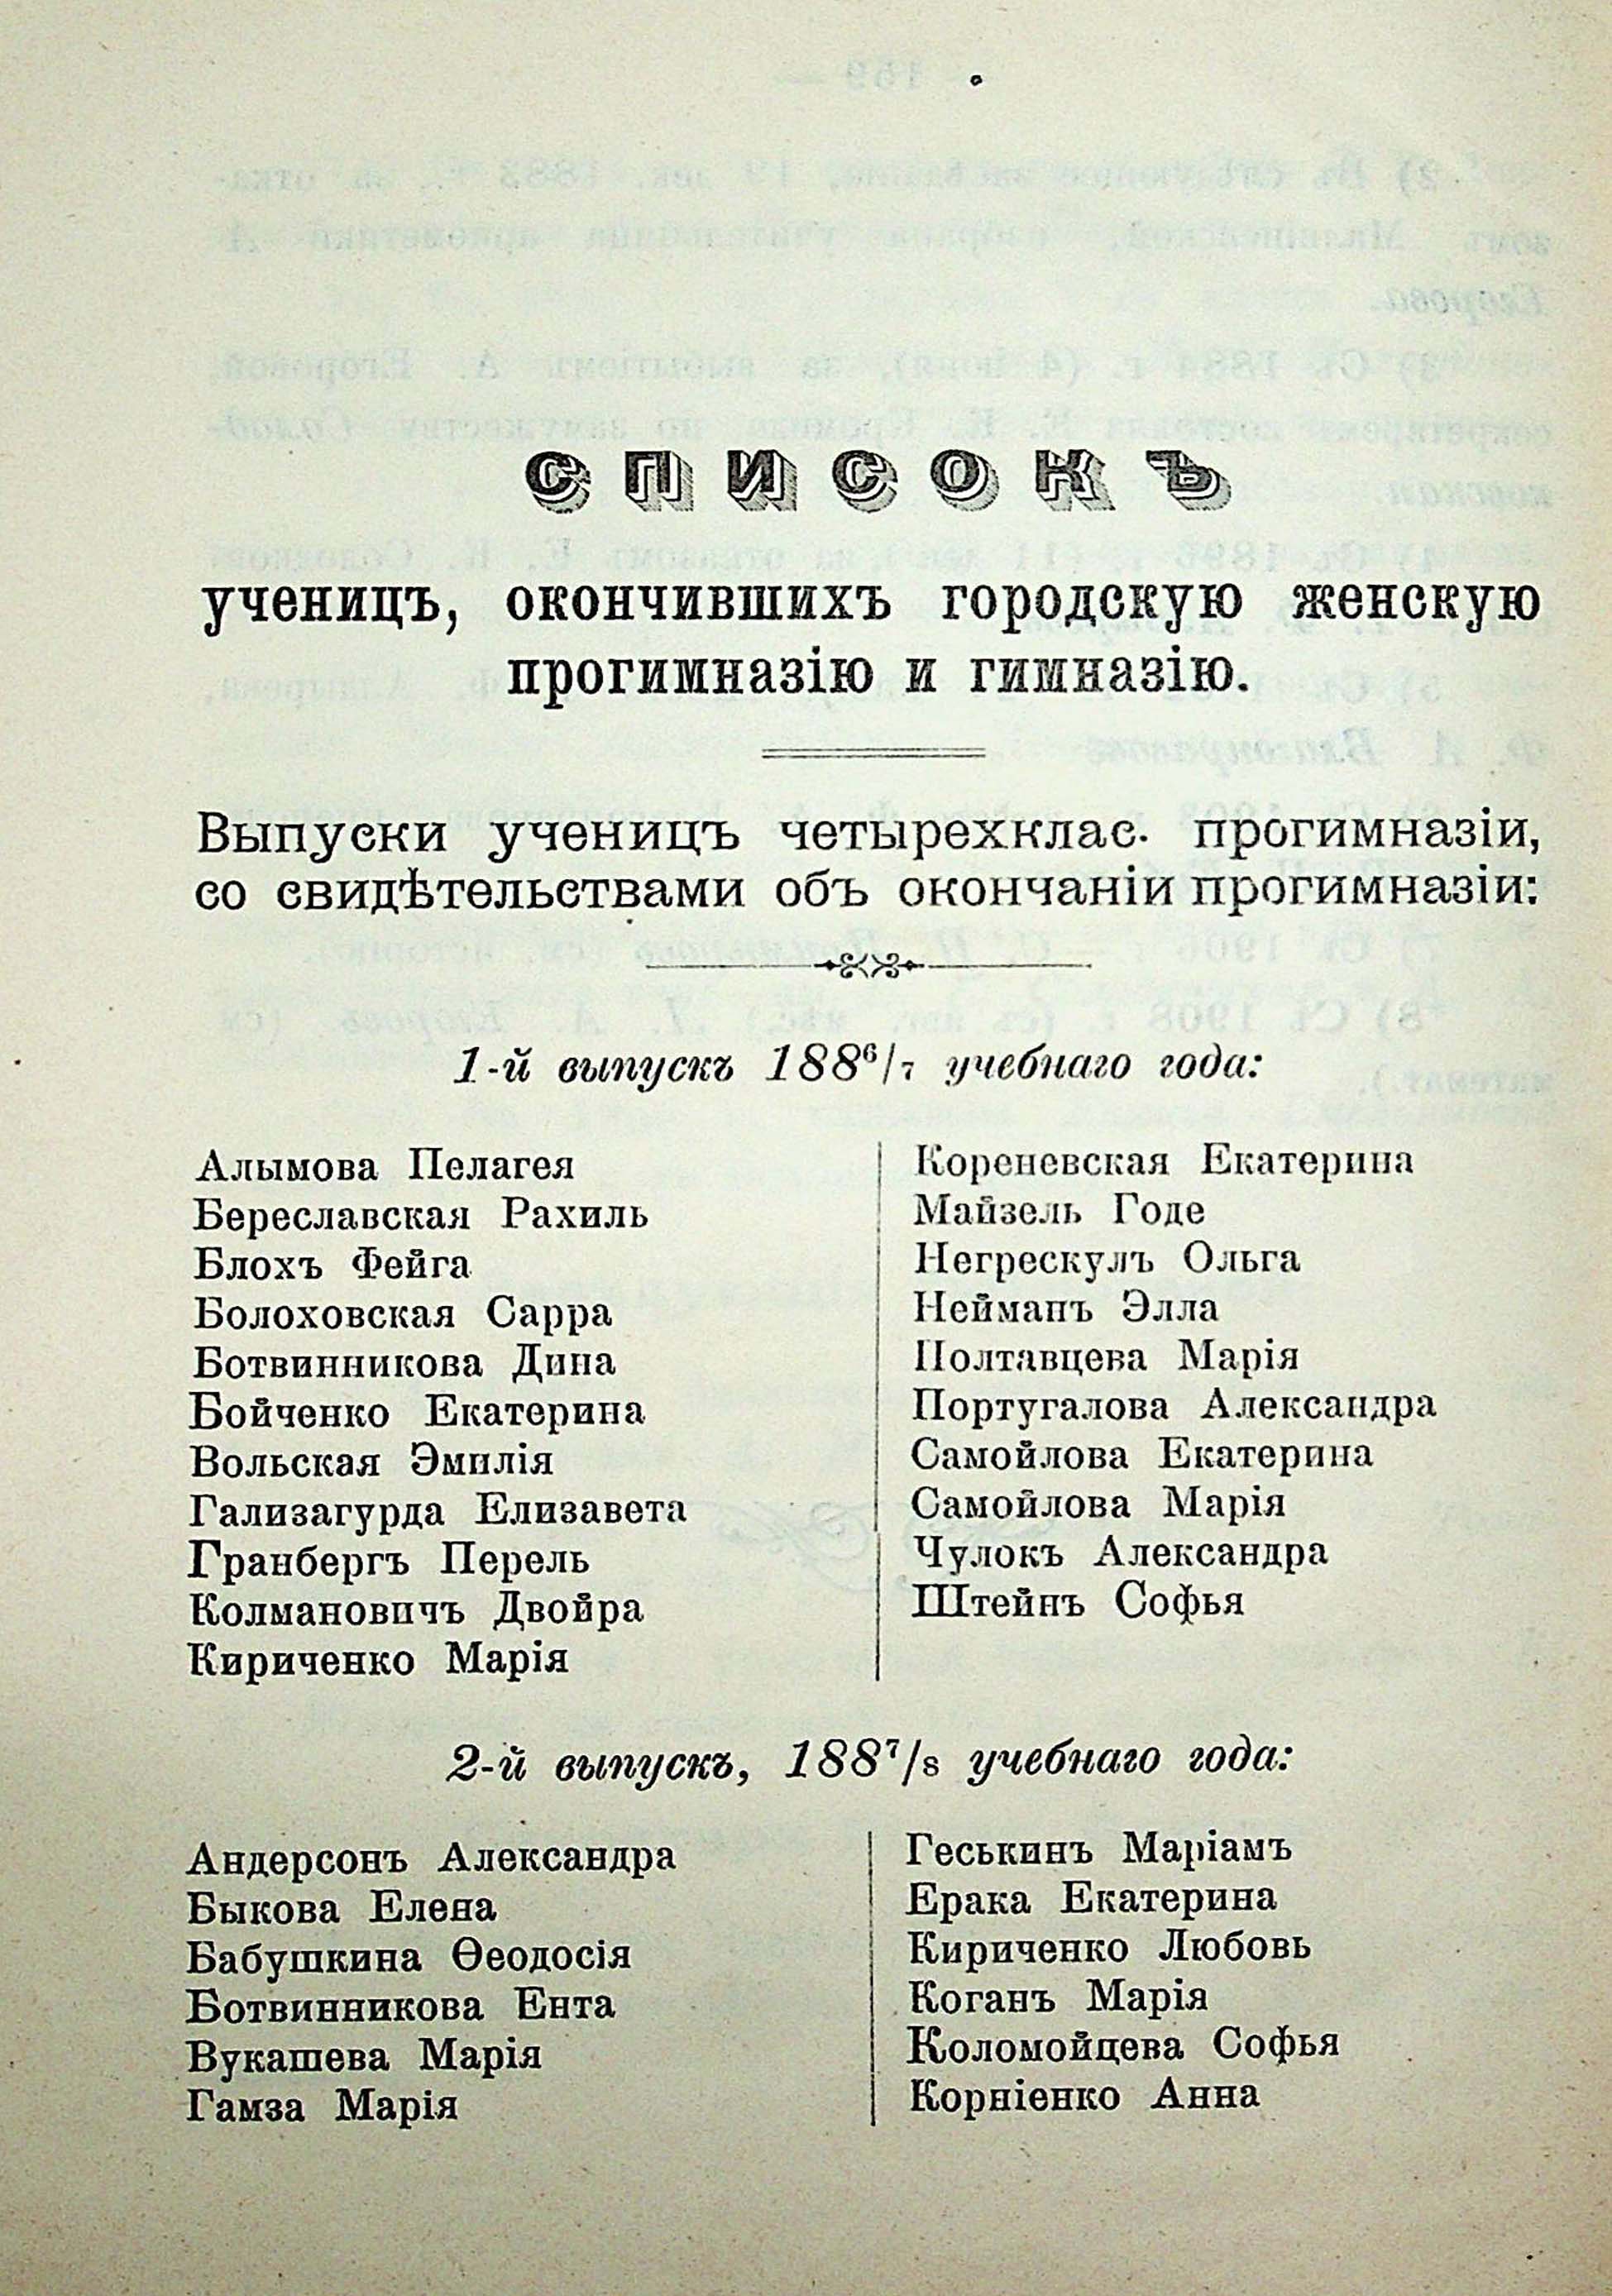 СПИСОКЪ
ученицъ, окончившихъ городскую женскую
прогимназію и гимназію.
Выпуски ученицъ четырехклас. прогимназіи,
со свидѣтельствами объ окончаніи прогимназіи:
1-й выпускъ 188⁶/₇ учебнаго года:
Алымова Пелагея
Береславская Рахиль
Блохъ Фейга
Болоховская Сарра
Ботвинникова Дина
Бойченко Екатерина
Вольская Эмилія
Гализагурда Елизавета
Гранбергъ Перель
Колмановичъ Двойра
Кириченко Марія
Кореневская Екатерина
Майзель Годе
Негрескулъ Ольга
Нейманъ Элла
Полтавцева Марія
Португалова Александра
Самойлова Екатерина
Самойлова Марія
Чулокъ Александра
Штейнъ Софья
2-й выпускъ, 188⁷/₈ учебнаго года:
Андерсонъ Александра
Быкова Елена
Бабушкина Ѳеодосія
Ботвинникова Ента
Вукашева Марія
Гамза Марія
Геськинъ Маріамъ
Ерака Екатерина
Кириченко Любовь
Коганъ Марія
Коломойцева Софья
Корніенко Анна